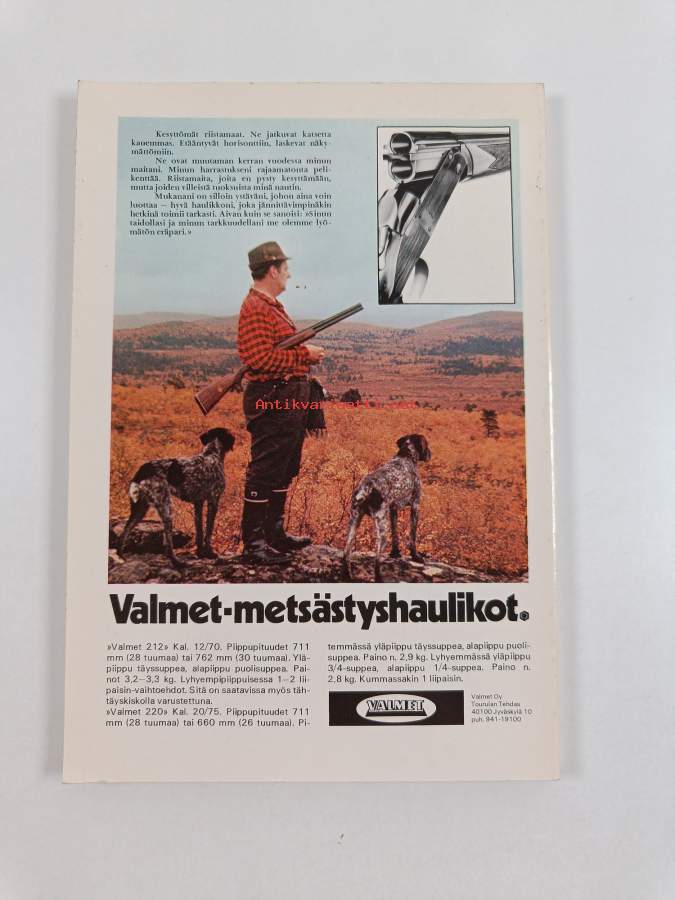 Kesyttömät riistamaat. Ne jatkuvat katsetta
kauemmas. Etääntyvät horisonttiin, laskevat näky-
mättömiin.
Ne ovat muutaman kerran vuodessa minun
maitani. Minun harrastukseni rajaamatonta peli-
kenttää. Riistamaita, joita en pysty kesyttämään,
mutta joiden villeistä tuoksuista minä nautin.
Mukanani on silloin ystäväni, johon aina voin
luottaa — hyvä haulikkoni, joka jännittävimpinäkin
hetkinä toimii tarkasti. Aivan kuin se sanoisi: »Sinun
taidollasi ja minun tarkkuudellani me olemme lyö-
mätön eräpari.»
Valmet-metsästyshaulikot.
»Valmet 212» Kal. 12/70. Piippupituudet 711
mm (28 tuumaa) tai 762 mm (30 tuumaa). Ylä-
piippu täyssuppea, alapiippu puolisuppea. Pai-
not 3,2—3,3 kg. Lyhyempipiippuisessa 1—2 lii-
paisin-vaihtoehdot. Sitä on saatavissa myös täh-
täyskiskolla varustettuna.
»Valmet 220» Kal. 20/75. Piippupituudet 711
mm (28 tuumaa) tai 660 mm (26 tuumaa). Pi-
temmässä yläpiippu täyssuppea, alapiippu puoli-
suppea. Paino n. 2,9 kg. Lyhyemmässä yläpiippu
3/4-suppea, alapiippu 1/4-suppea. Paino n.
2,8 kg. Kummassakin 1 liipaisin.
VALMET
Valmet Oy
Tourulan Tehdas
40100 Jyväskylä 10
puh. 941-19100